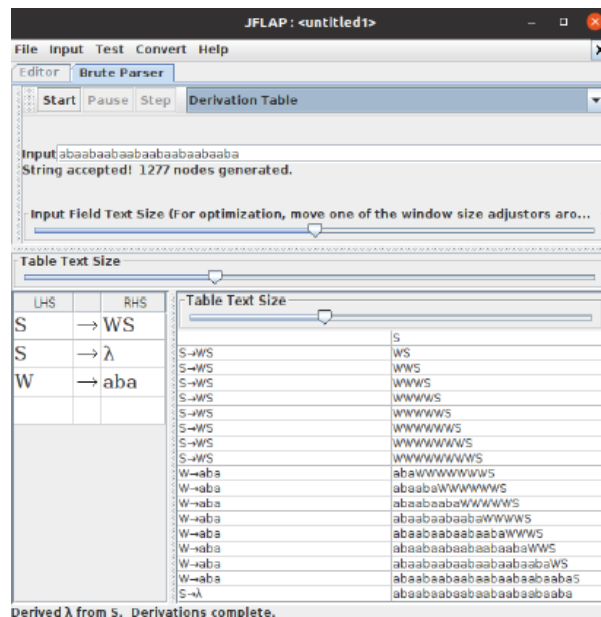 JFLAP : <untitled1>
File Input Test Convert Help
Editor Brute Parser
Start Pause Step Derivation Table
Input abaabaabaabaabaabaabaaba
String accepted! 1277 nodes generated.
Input Field Text Size (For optimization, move one of the window size adjustors aro...
Table Text Size
LHS RHS
S → WS
S → λ
W → aba
Table Text Size
S
S→WS WS
S→WS WWS
S→WS WWWS
S→WS WWWWS
S→WS WWWWWS
S→WS WWWWWWS
S→WS WWWWWWWS
S→WS WWWWWWWWS
W→aba abaWWWWWWWS
W→aba abaabaWWWWWWS
W→aba abaabaabaWWWWWS
W→aba abaabaabaabaWWWWS
W→aba abaabaabaabaabaWWWS
W→aba abaabaabaabaabaabaWWS
W→aba abaabaabaabaabaabaabaWS
W→aba abaabaabaabaabaabaabaabaS
S→λ abaabaabaabaabaabaabaaba
Derived λ from S. Derivations complete.